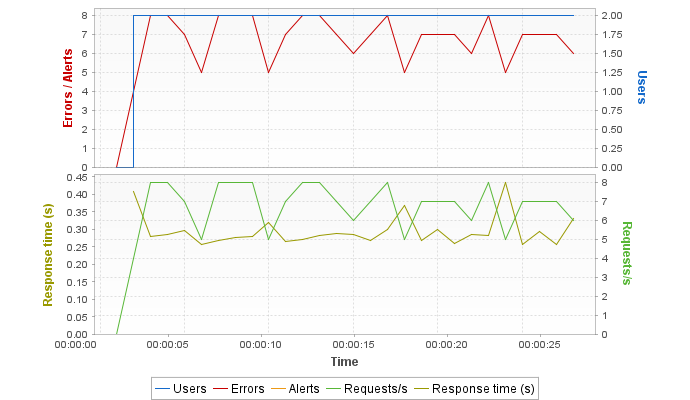 8 2.00
7 1.75
6 1.50
5 1.25
4 1.00
3 0.75
2 0.50
1 0.25
0 0.00
Errors / Alerts
Users
0.45 8
0.40 7
0.35 6
0.30 5
0.25 4
0.20 3
0.15 2
0.10 1
0.05 0
0.00
Response time (s)
Requests/s
00:00:00 00:00:05 00:00:10 00:00:15 00:00:20 00:00:25
Time
Users Errors Alerts Requests/s Response time (s)